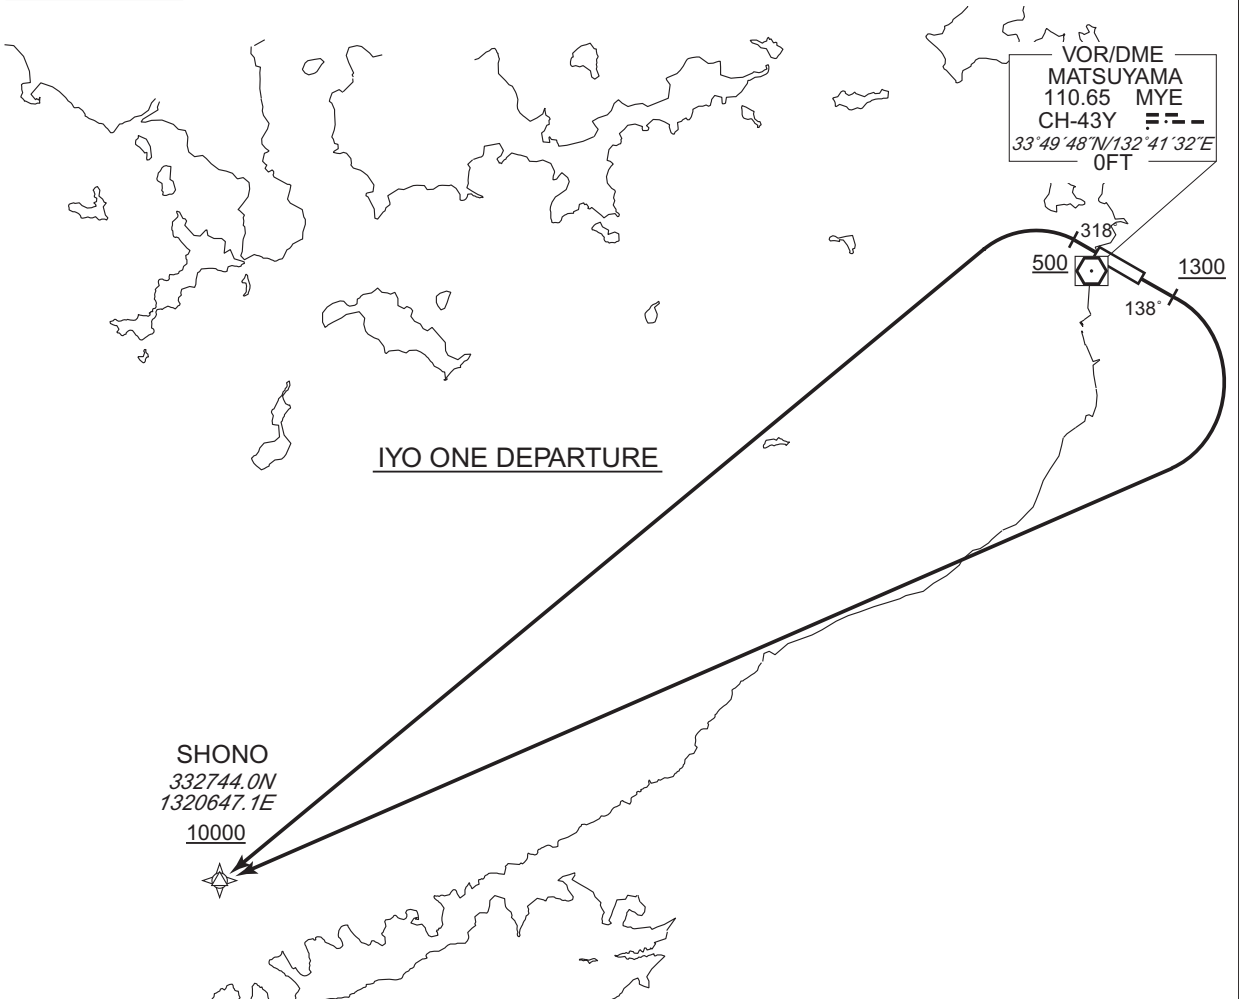 VOR/DME
MATSUYAMA
110.65 MYE
CH-43Y
33°49´48˝N/132°41´32˝E
0FT
318°
500
1300
138°
IYO ONE DEPARTURE
SHONO
332744.0N
1320647.1E
10000